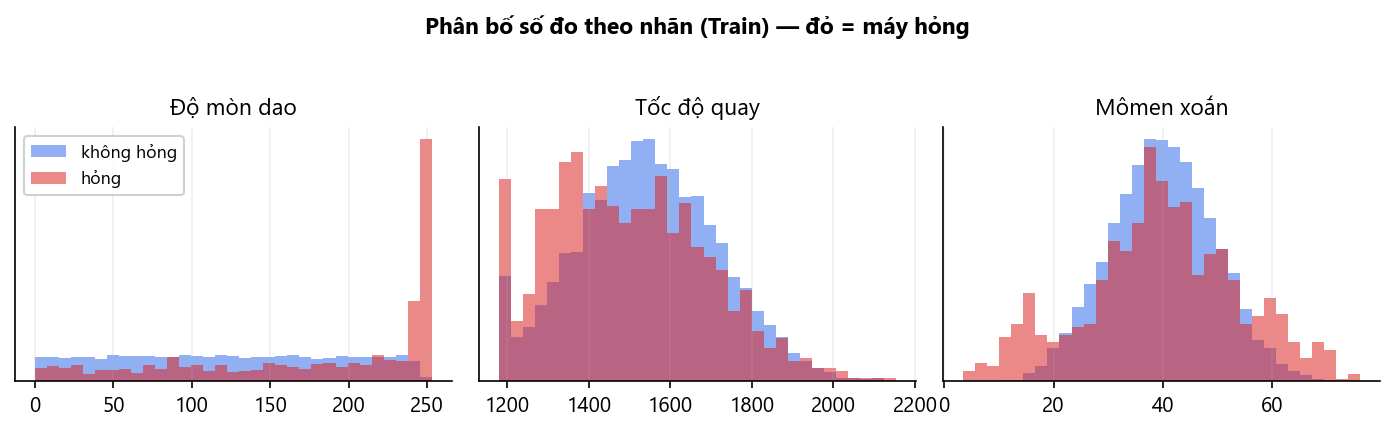 Phân bố số đo theo nhãn (Train) — đỏ = máy hỏng
Độ mòn dao
Tốc độ quay
Mômen xoắn
không hỏng
hỏng
0 50 100 150 200 250
1200 1400 1600 1800 2000 2200
0 20 40 60